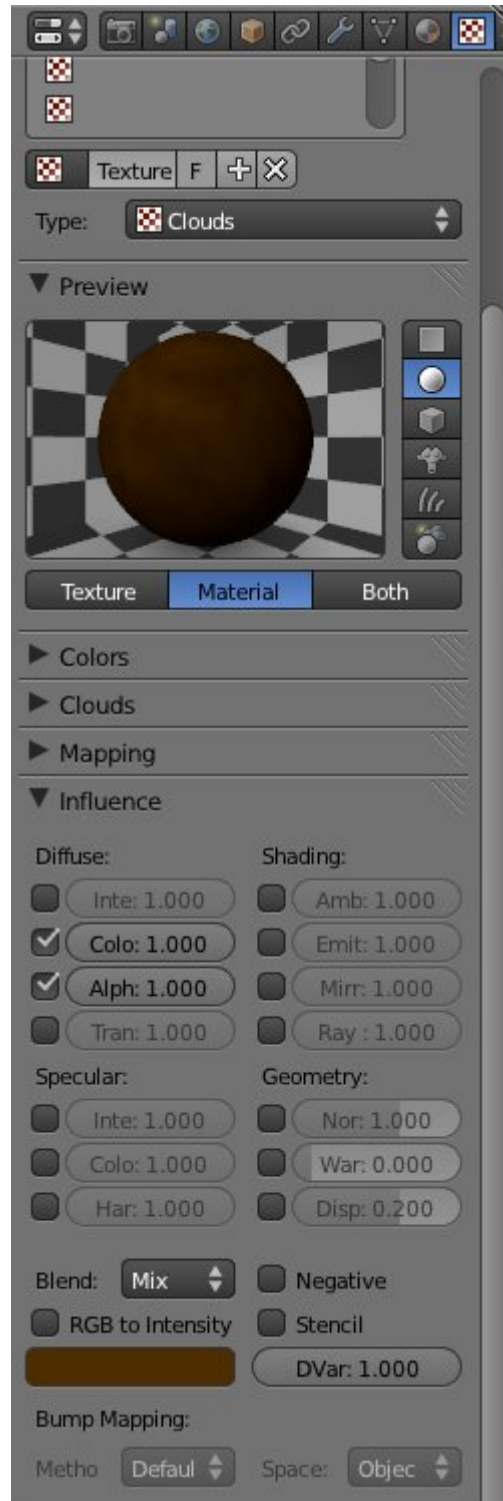 Texture F
Type: Clouds
Preview
Texture Material Both
Colors
Clouds
Mapping
Influence
Diffuse: Shading:
Inte: 1.000 Amb: 1.000
Colo: 1.000 Emit: 1.000
Alph: 1.000 Mirr: 1.000
Tran: 1.000 Ray : 1.000
Specular: Geometry:
Inte: 1.000 Nor: 1.000
Colo: 1.000 War: 0.000
Har: 1.000 Disp: 0.200
Blend: Mix Negative
RGB to Intensity Stencil
DVar: 1.000
Bump Mapping:
Metho Defaul Space: Objec